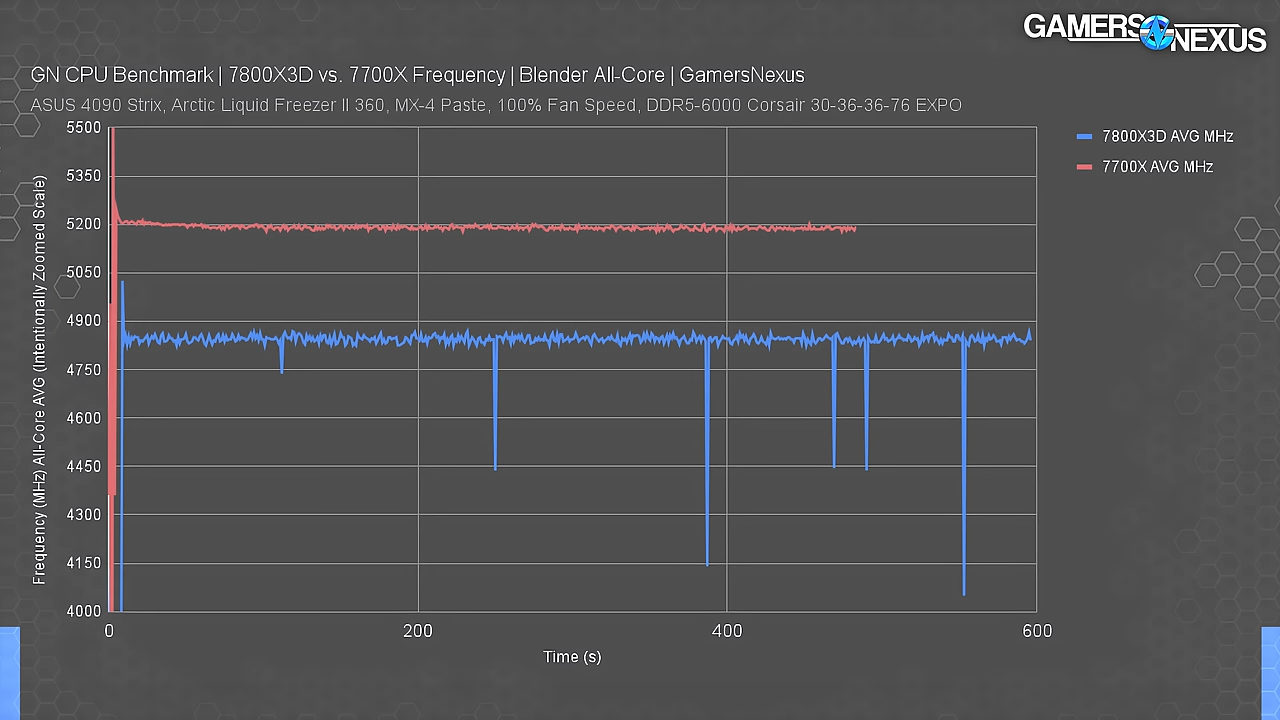 GAMERS NEXUS
GN CPU Benchmark | 7800X3D vs. 7700X Frequency | Blender All-Core | GamersNexus
ASUS 4090 Strix, Arctic Liquid Freezer II 360, MX-4 Paste, 100% Fan Speed, DDR5-6000 Corsair 30-36-36-76 EXPO
7800X3D AVG MHz
7700X AVG MHz
Frequency (MHz) All-Core AVG (Intentionally Zoomed Scale)
5500
5350
5200
5050
4900
4750
4600
4450
4300
4150
4000
0 200 400 600
Time (s)